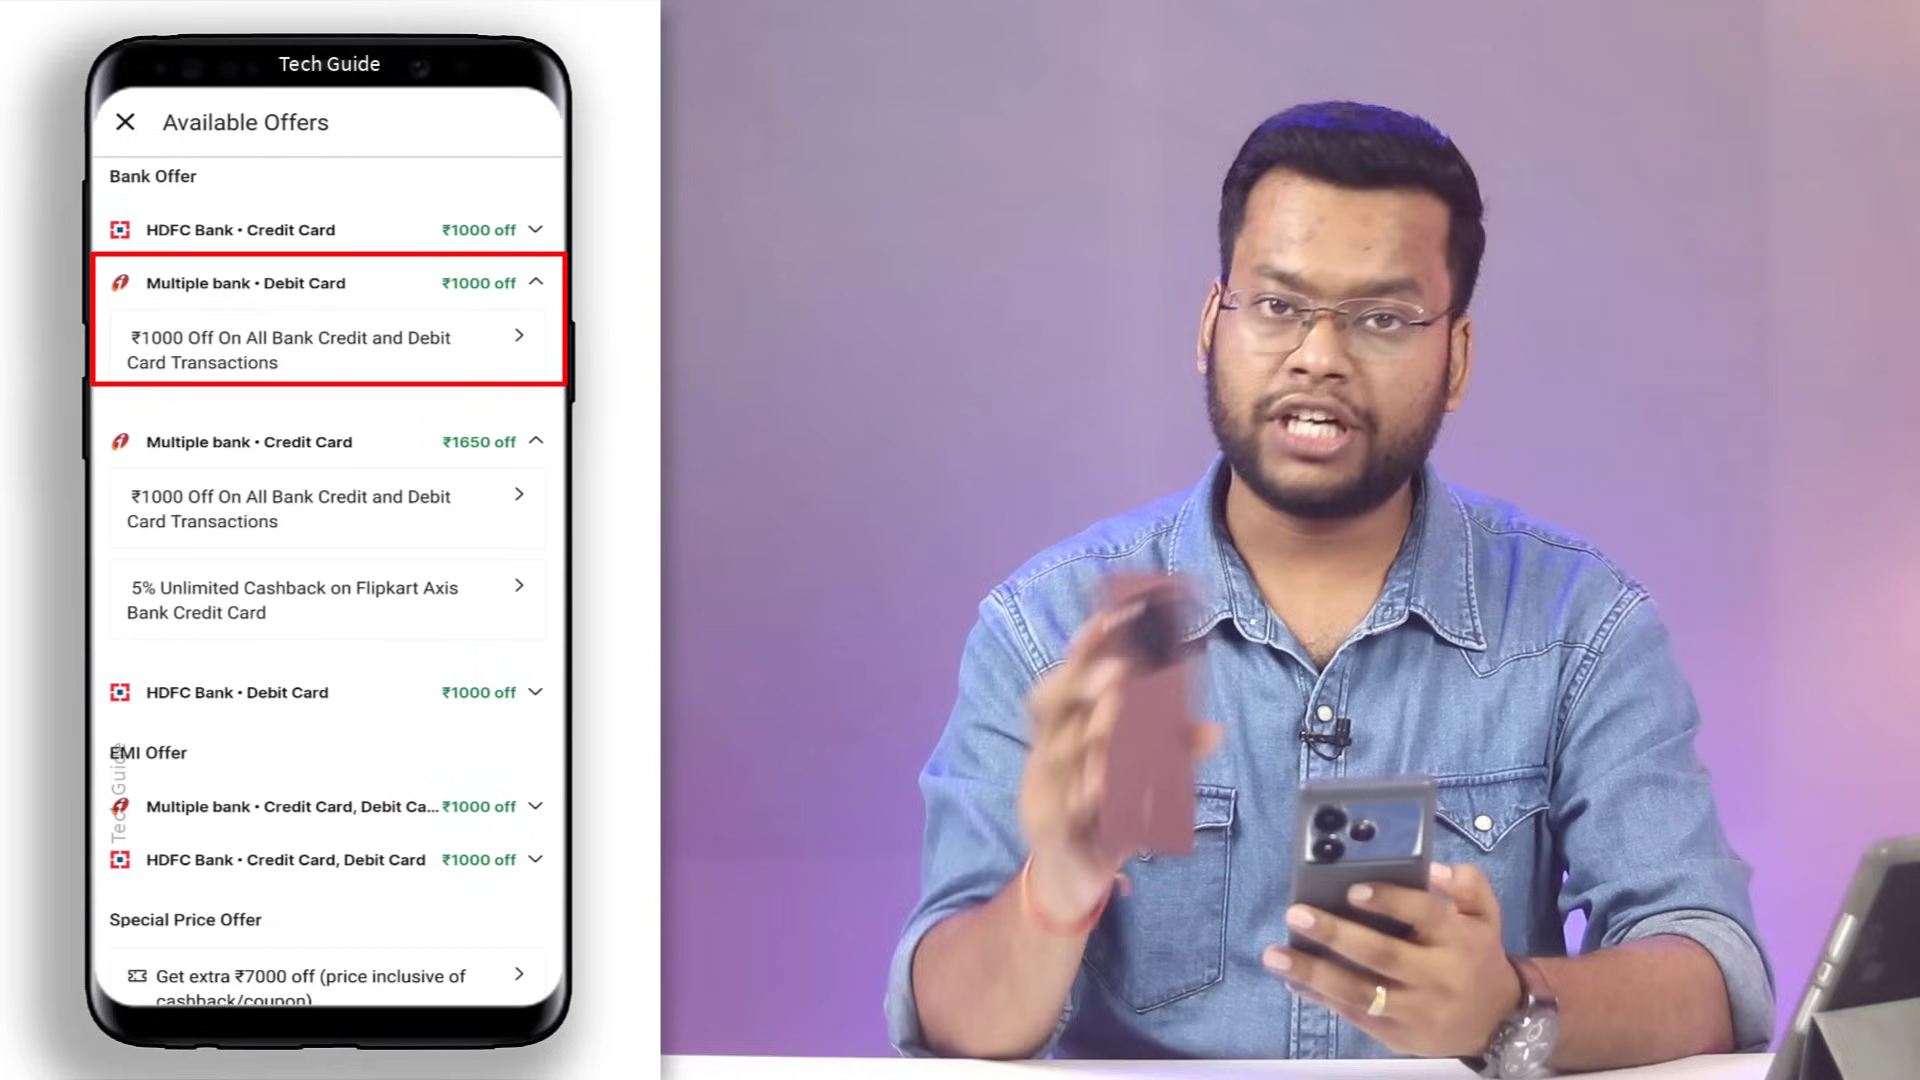 Tech Guide
Available Offers
Bank Offer
HDFC Bank • Credit Card ₹1000 off
Multiple bank • Debit Card ₹1000 off
₹1000 Off On All Bank Credit and Debit
Card Transactions
Multiple bank • Credit Card ₹1650 off
₹1000 Off On All Bank Credit and Debit
Card Transactions
5% Unlimited Cashback on Flipkart Axis
Bank Credit Card
HDFC Bank • Debit Card ₹1000 off
EMI Offer
Tech Guide
Multiple bank • Credit Card, Debit Ca... ₹1000 off
HDFC Bank • Credit Card, Debit Card ₹1000 off
Special Price Offer
Get extra ₹7000 off (price inclusive of
cashback/coupon)